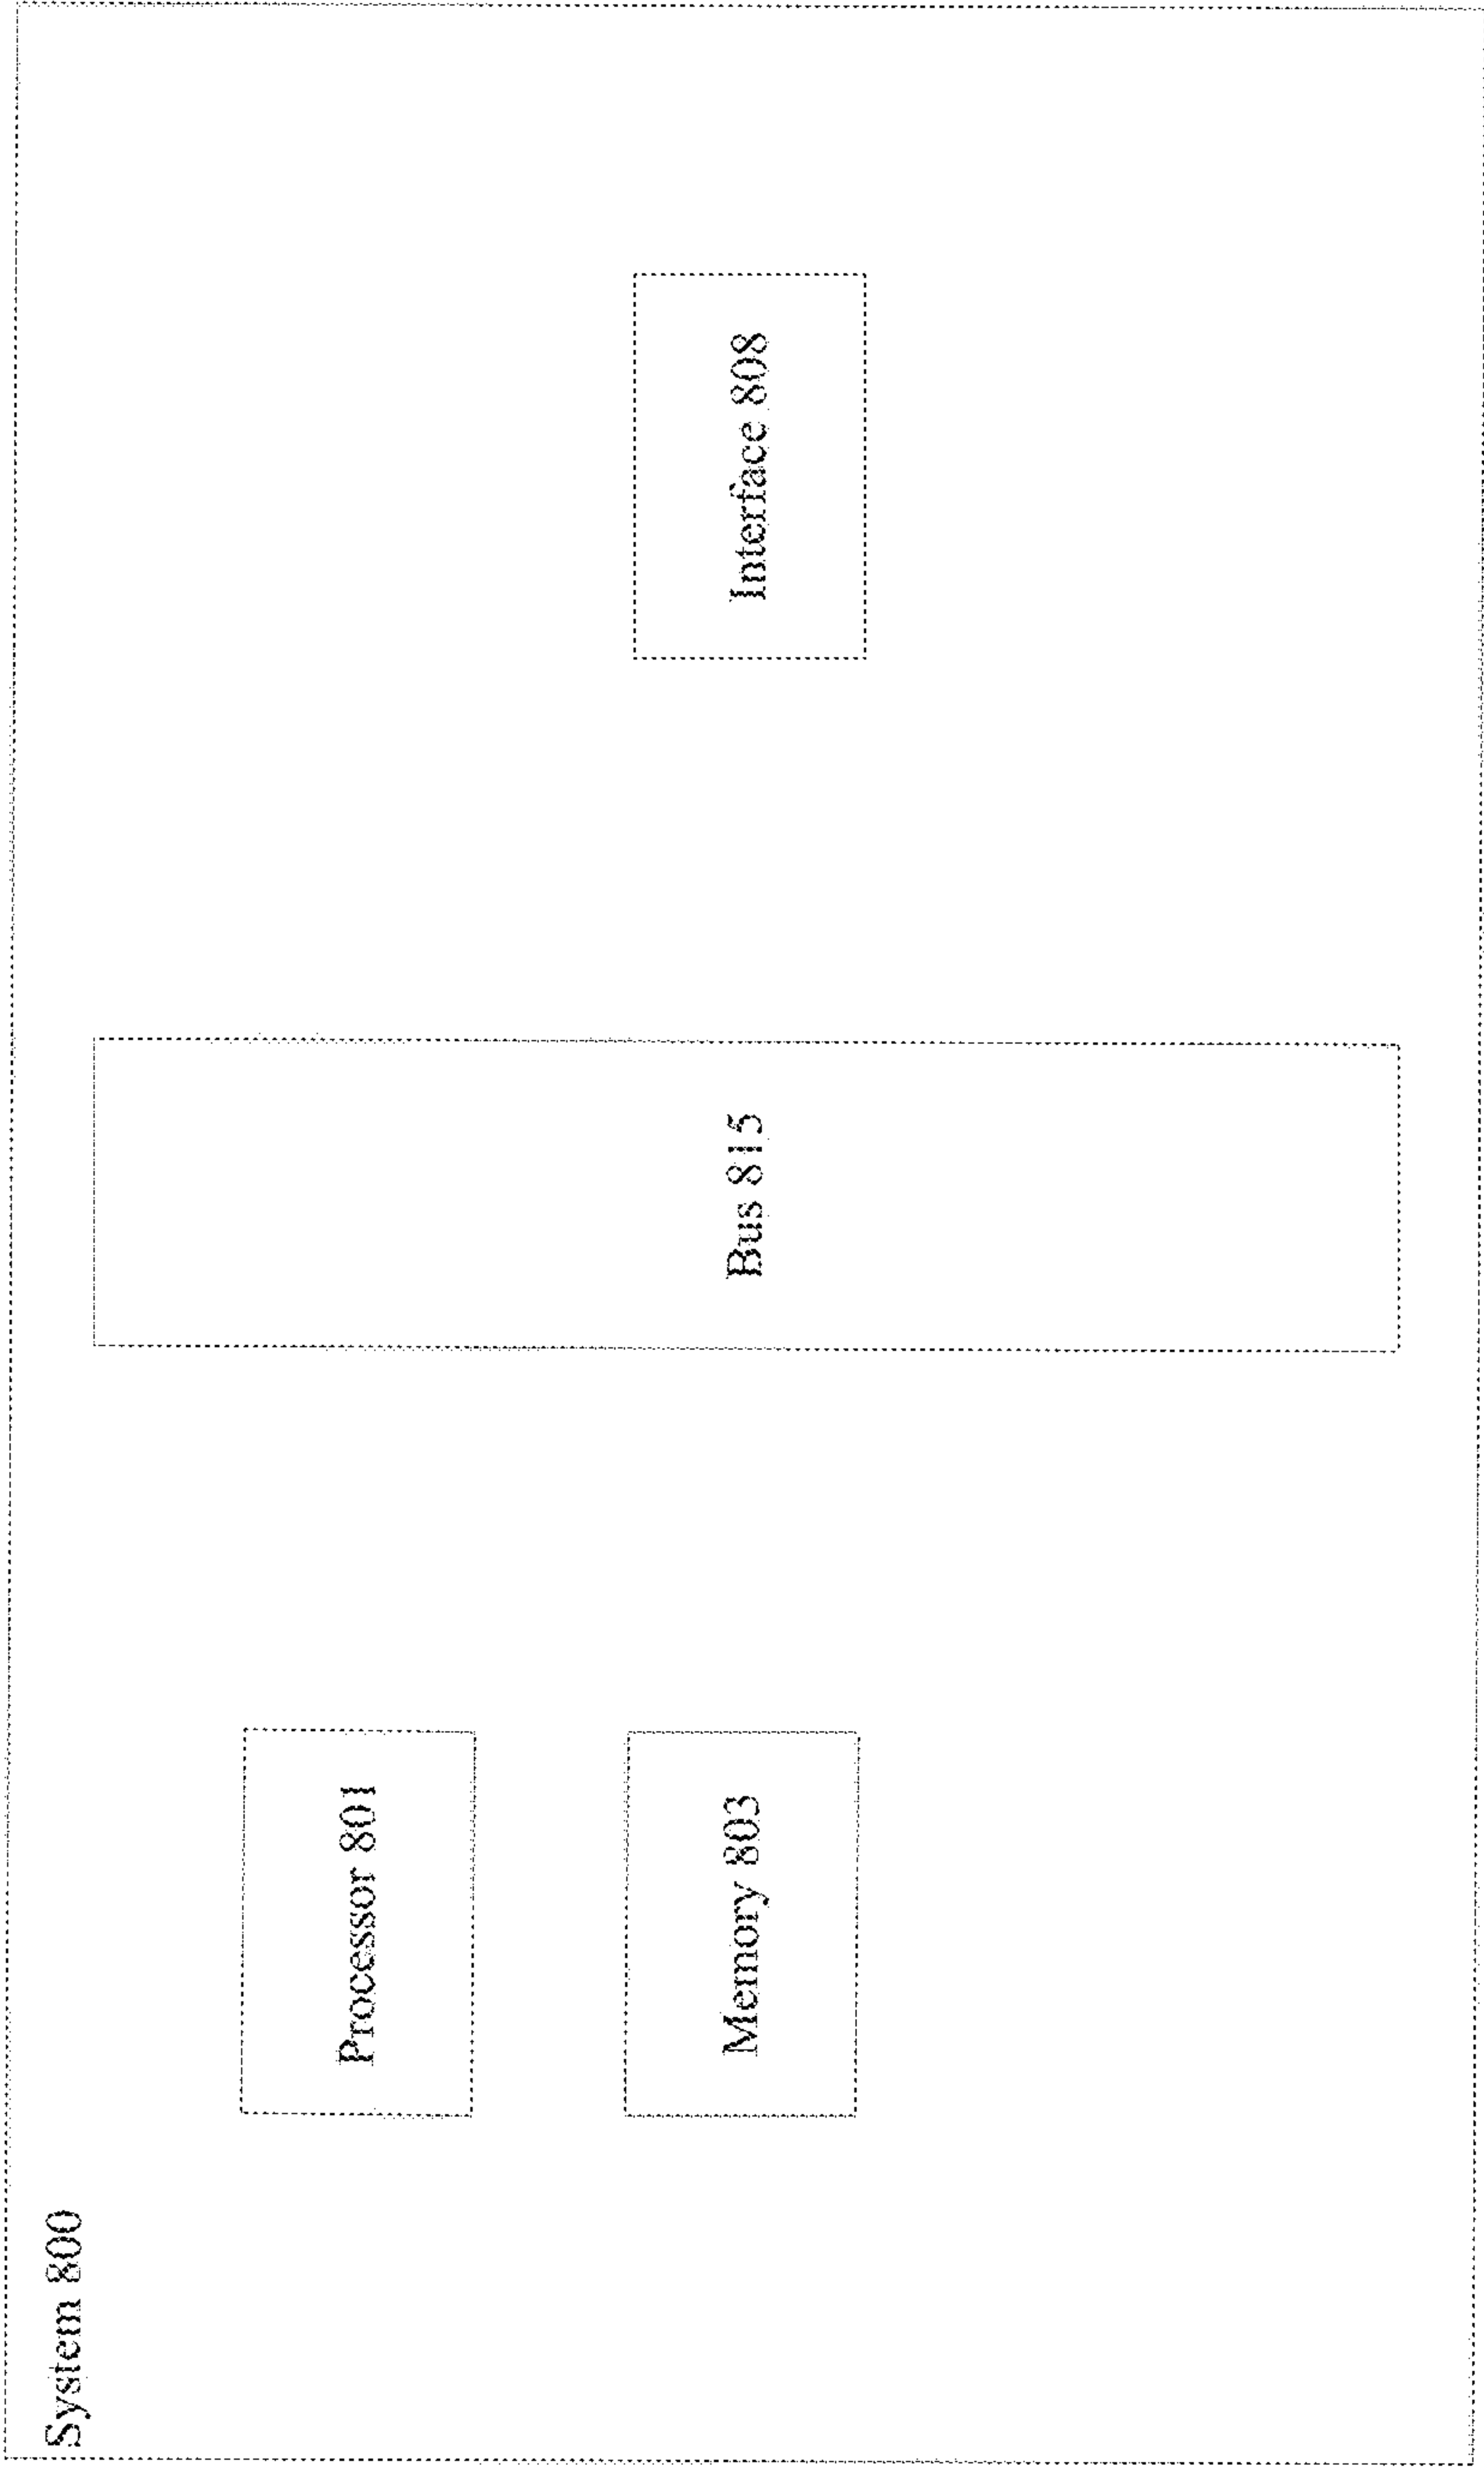 System 800
Processor 801
Memory 803
Bus 815
Interface 808